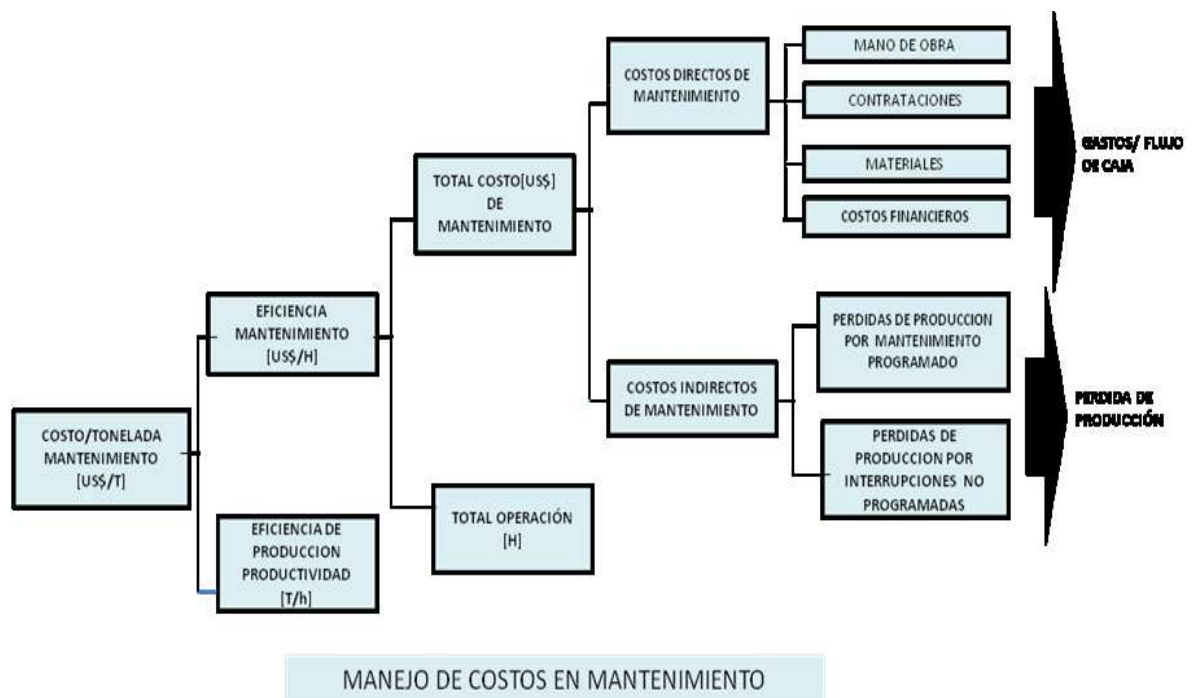 MANO DE OBRA
COSTOS DIRECTOS DE
MANTENIMIENTO
CONTRATACIONES
GASTOS/ FLUJO
DE CAJA
MATERIALES
TOTAL COSTO[US$]
DE
MANTENIMIENTO
COSTOS FINANCIEROS
EFICIENCIA
MANTENIMIENTO
[US$/H]
PERDIDAS DE PRODUCCION
POR MANTENIMIENTO
PROGRAMADO
COSTOS INDIRECTOS
DE MANTENIMIENTO
PERDIDA DE
PRODUCCIÓN
COSTO/TONELADA
MANTENIMIENTO
[US$/T]
PERDIDAS DE
PRODUCCION POR
INTERRUPCIONES NO
PROGRAMADAS
TOTAL OPERACIÓN
[H]
EFICIENCIA DE
PRODUCCION
PRODUCTIVIDAD
[T/h]
MANEJO DE COSTOS EN MANTENIMIENTO